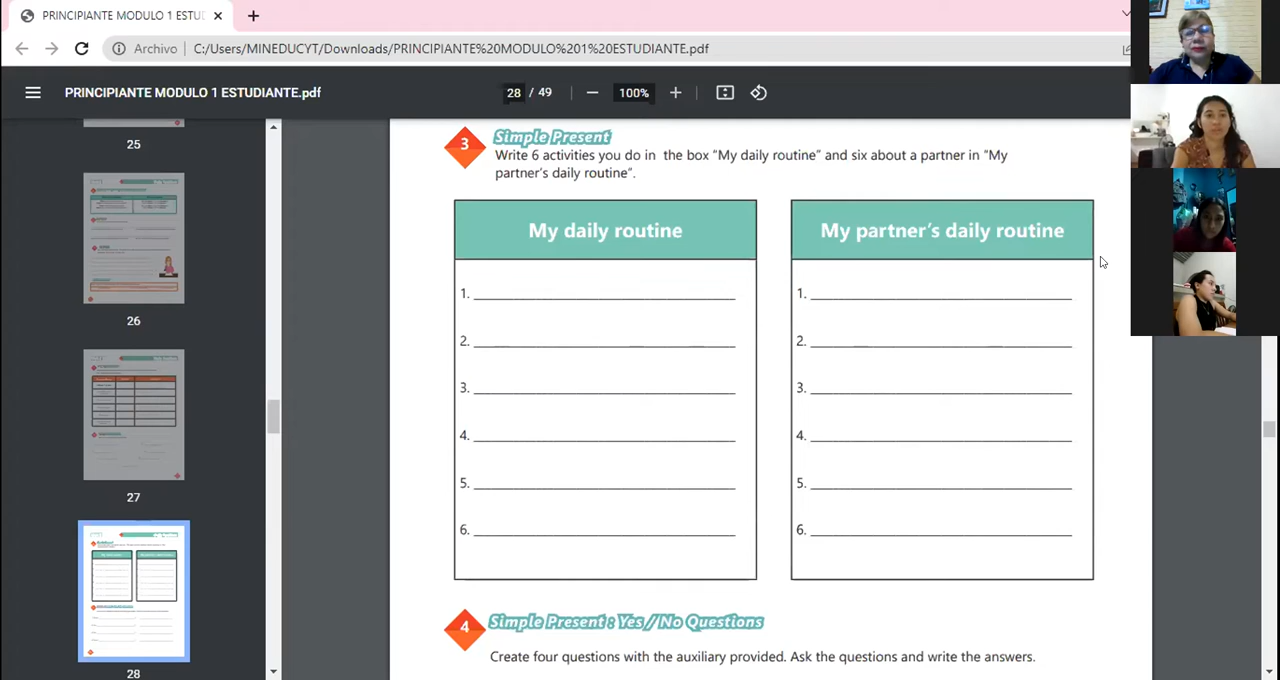 PRINCIPIANTE MODULO 1 ESTU
Archivo C:/Users/MINEDUCYT/Downloads/PRINCIPIANTE%20MODULO%201%20ESTUDIANTE.pdf
PRINCIPIANTE MODULO 1 ESTUDIANTE.pdf
28 / 49
100%
25
26
27
28
3 Simple Present
Write 6 activities you do in the box "My daily routine" and six about a partner in "My
partner's daily routine".
My daily routine
1.
2.
3.
4.
5.
6.
My partner's daily routine
1.
2.
3.
4.
5.
6.
4 Simple Present : Yes / No Questions
Create four questions with the auxiliary provided. Ask the questions and write the answers.